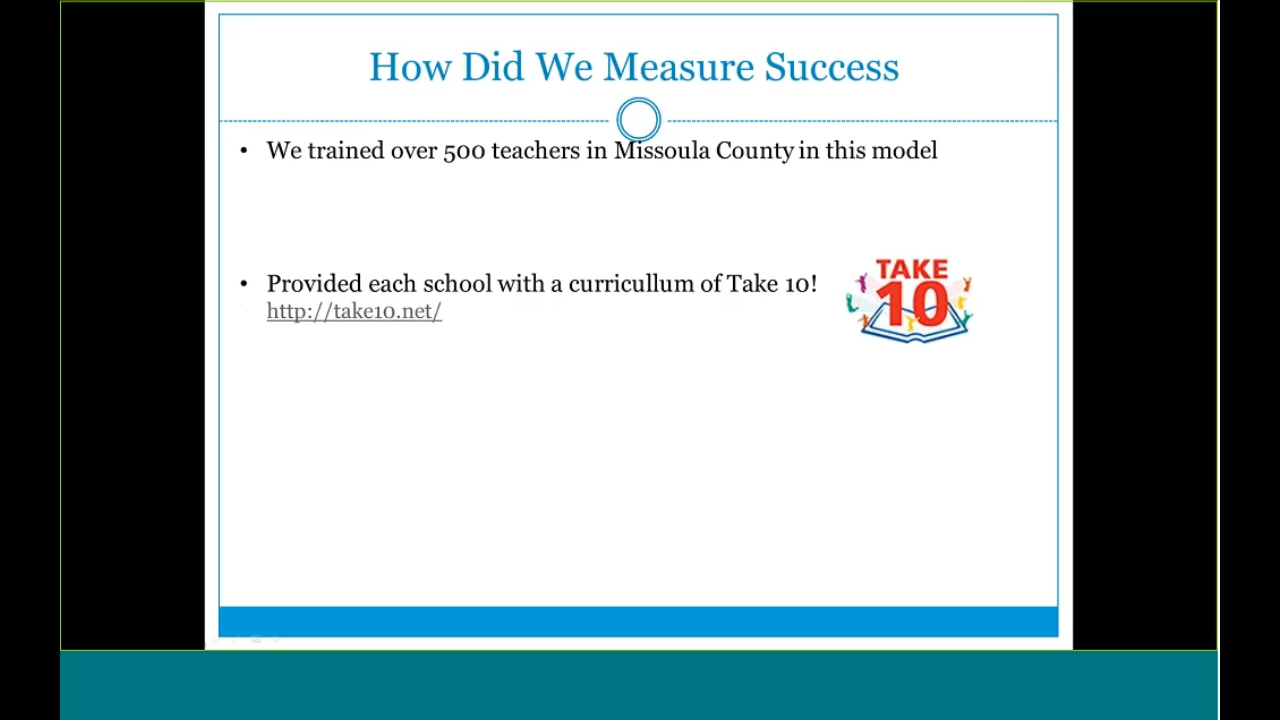 How Did We Measure Success
• We trained over 500 teachers in Missoula County in this model
• Provided each school with a curricullum of Take 10!
http://take10.net/
TAKE
10